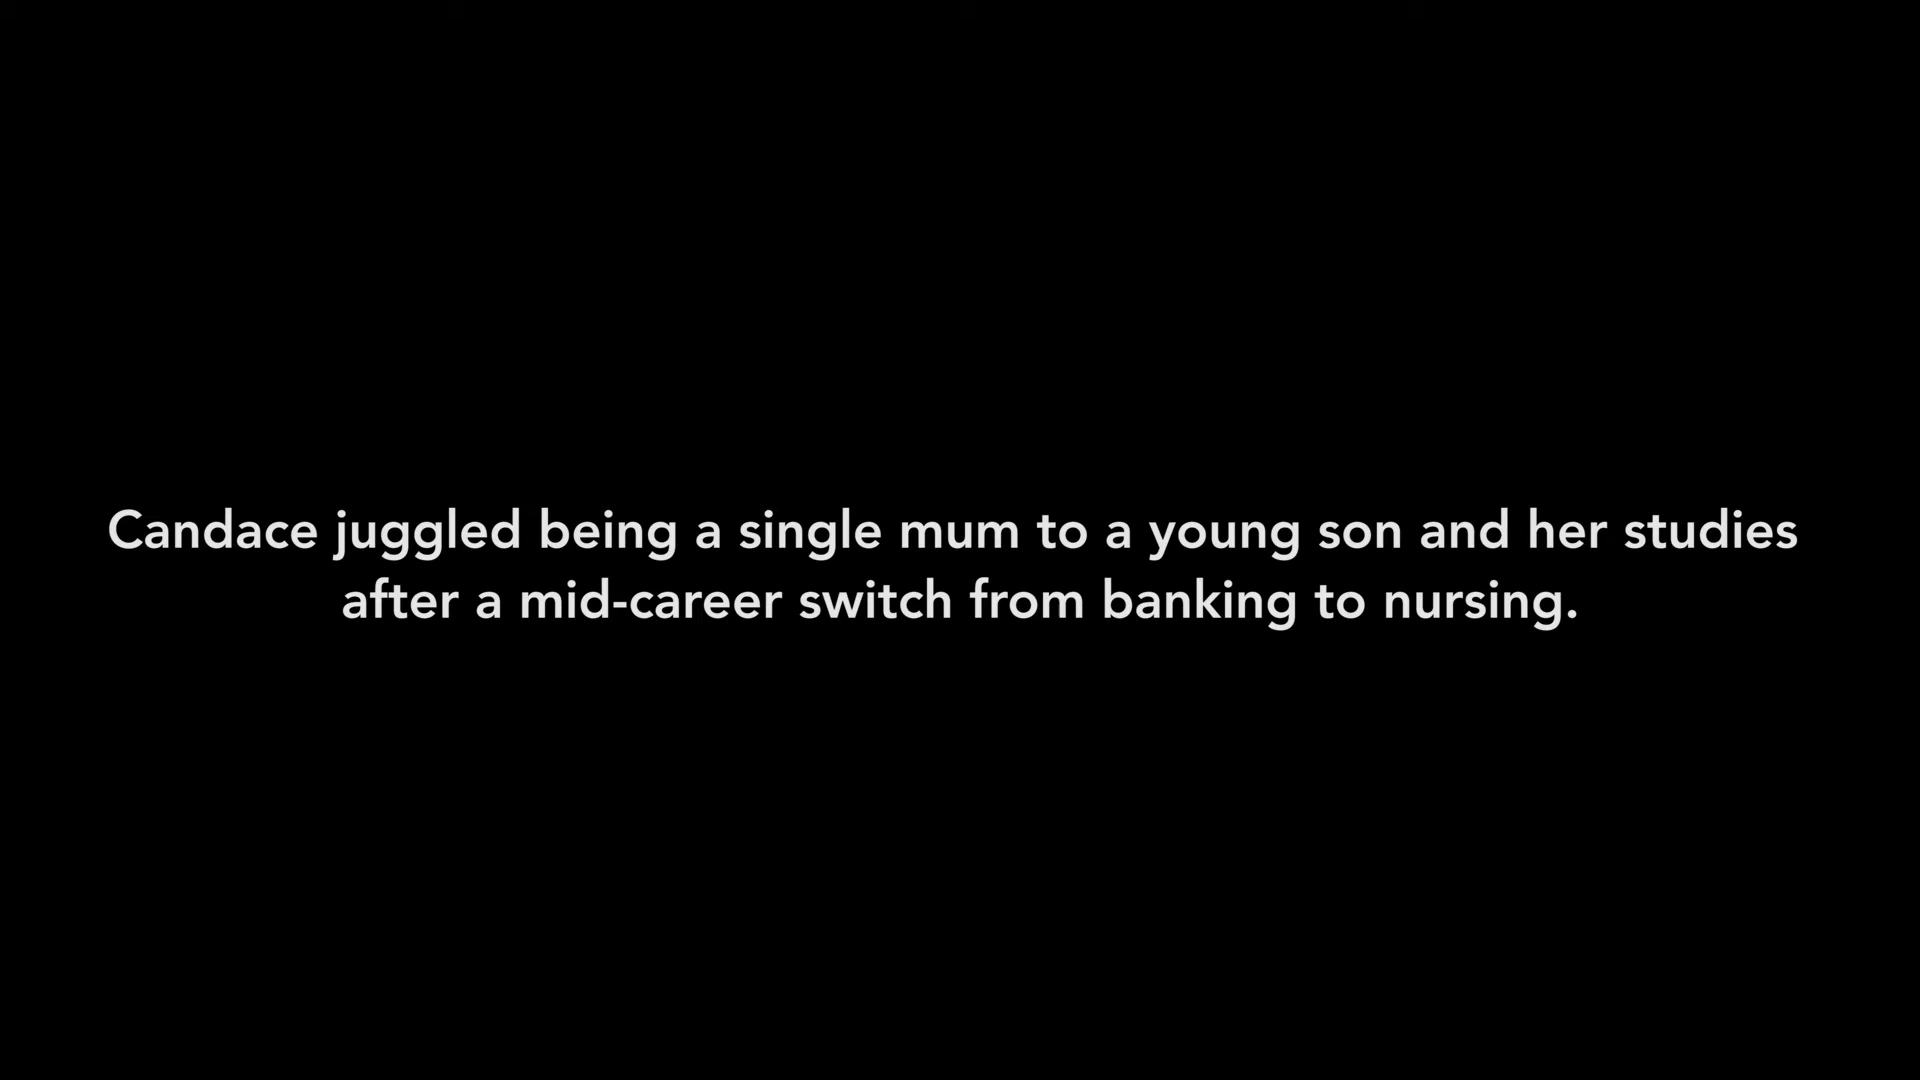 Candace juggled being a single mum to a young son and her studies
after a mid-career switch from banking to nursing.